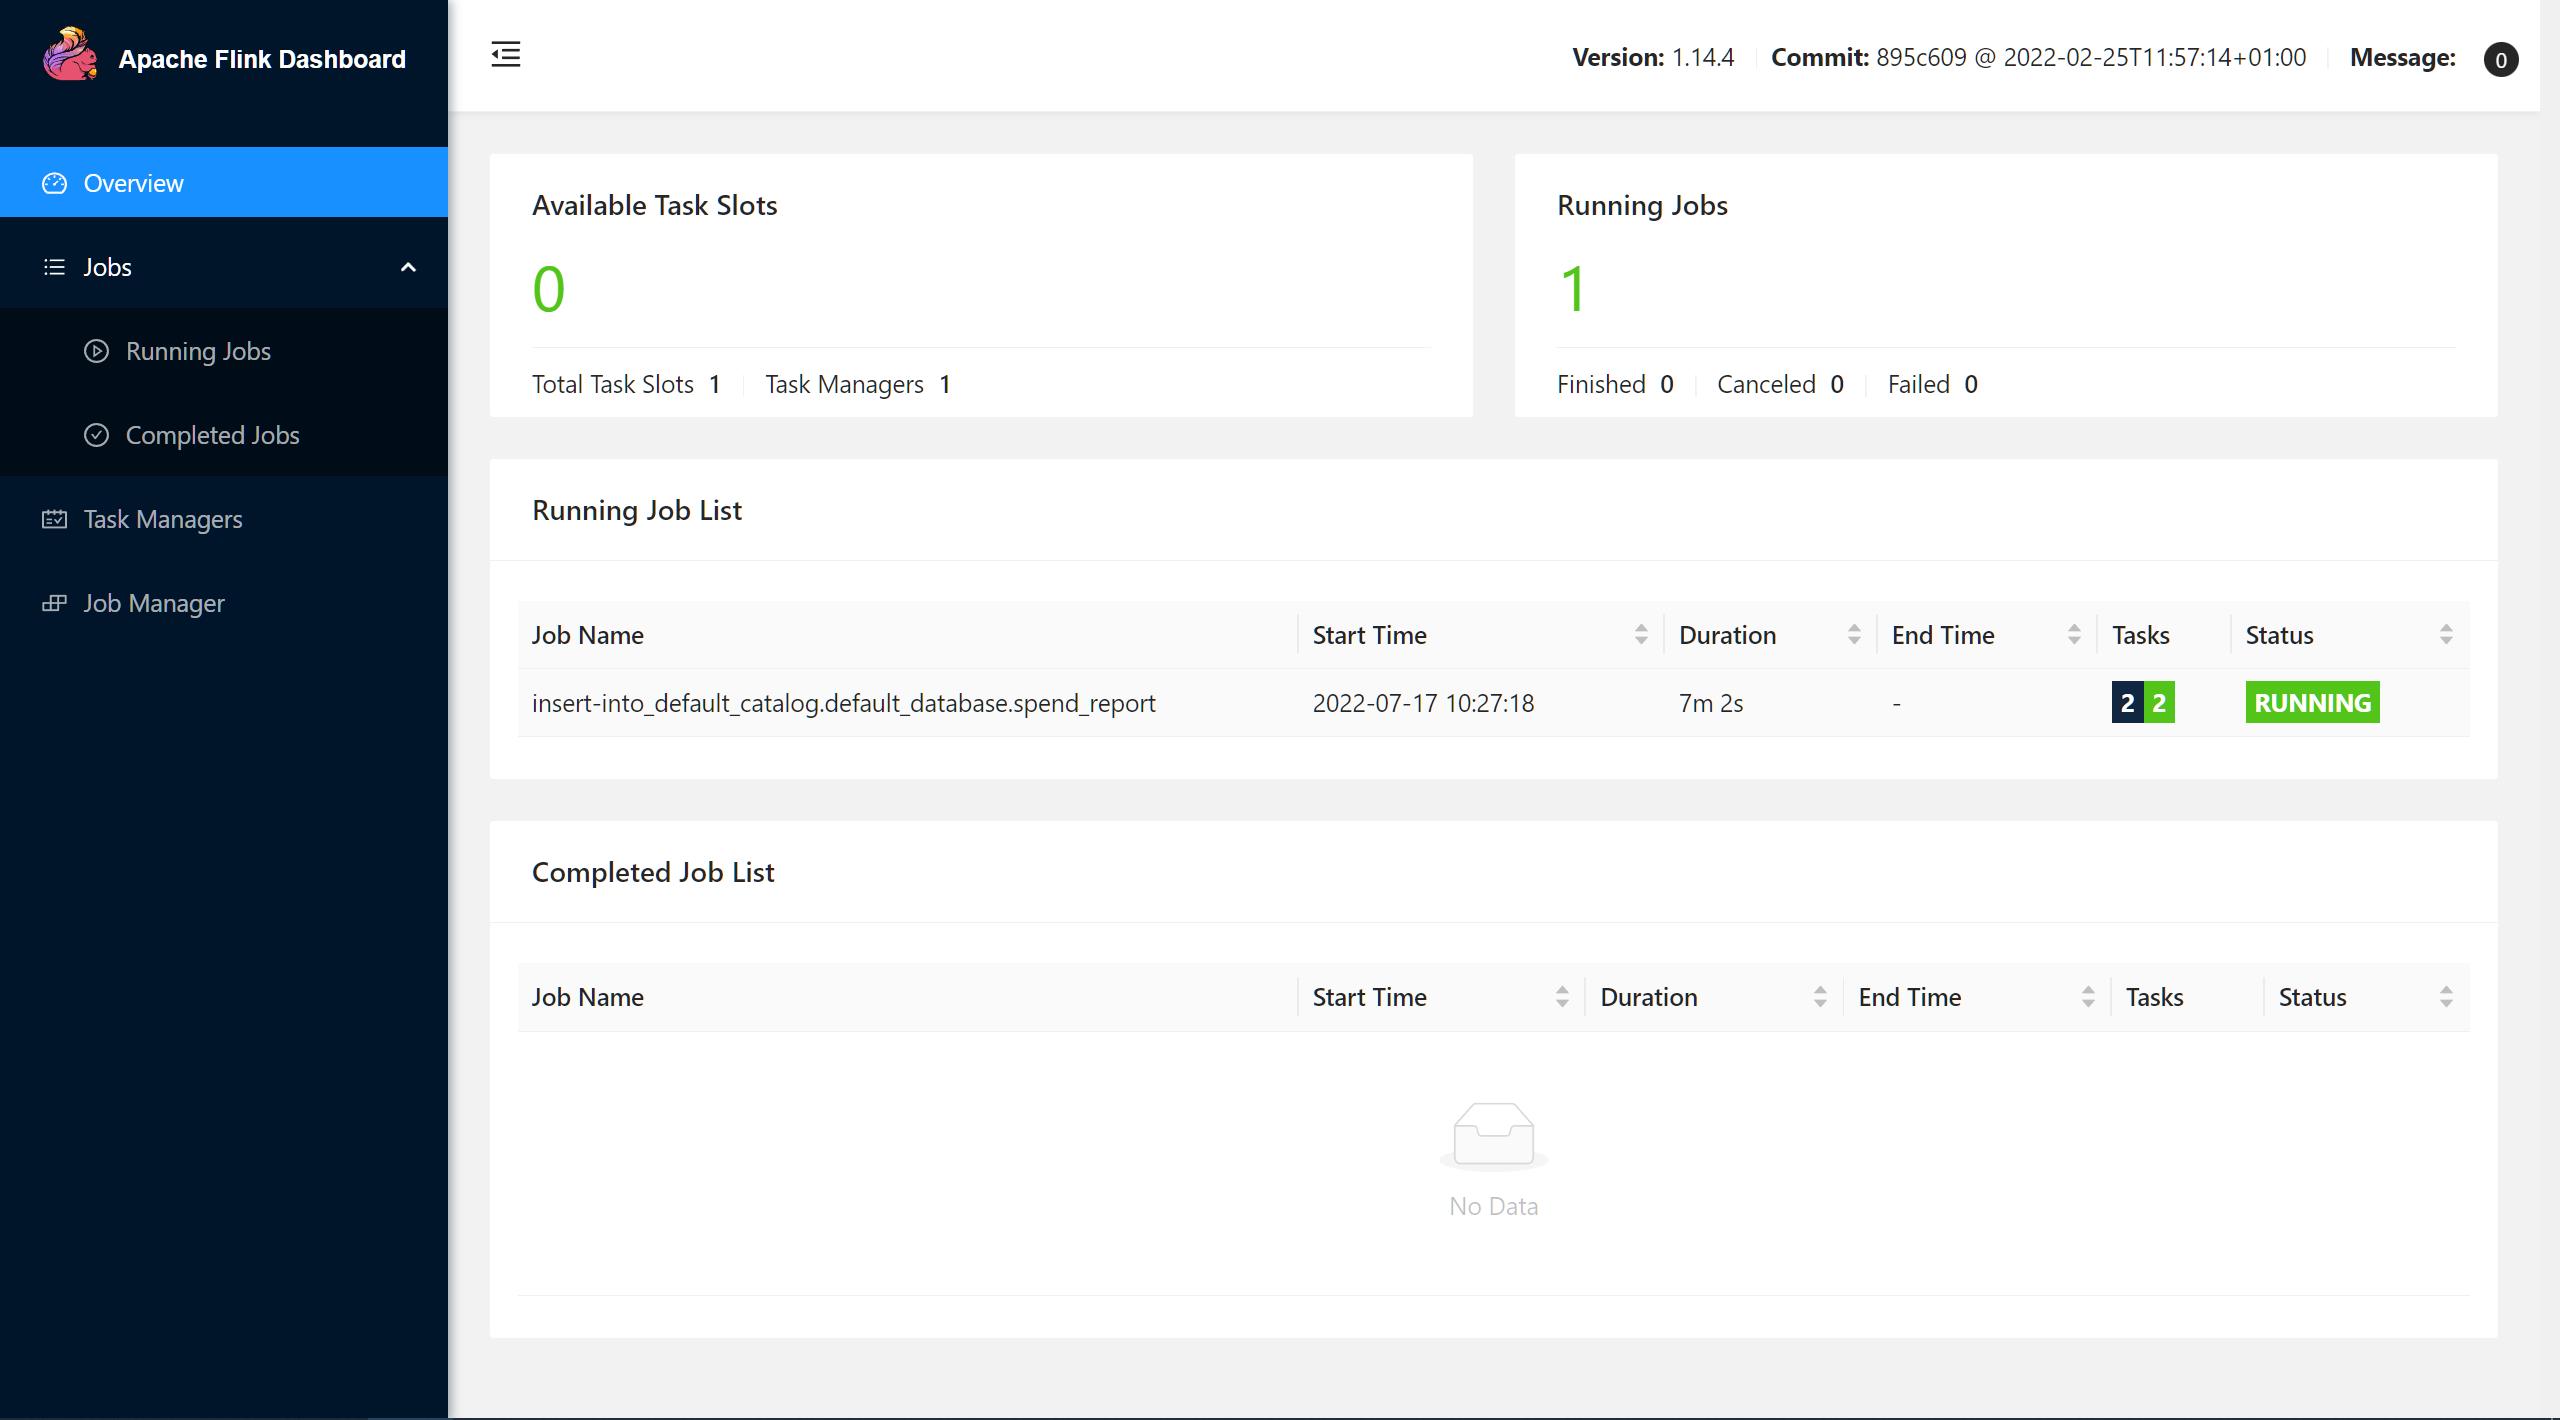 Apache Flink Dashboard
Version: 1.14.4 Commit: 895c609 @ 2022-02-25T11:57:14+01:00 Message: 0
Overview
Jobs
Running Jobs
Completed Jobs
Task Managers
Job Manager
Available Task Slots
0
Total Task Slots 1 Task Managers 1
Running Jobs
1
Finished 0 Canceled 0 Failed 0
Running Job List
Job Name Start Time Duration End Time Tasks Status
insert-into_default_catalog.default_database.spend_report 2022-07-17 10:27:18 7m 2s - 2 2 RUNNING
Completed Job List
Job Name Start Time Duration End Time Tasks Status
No Data